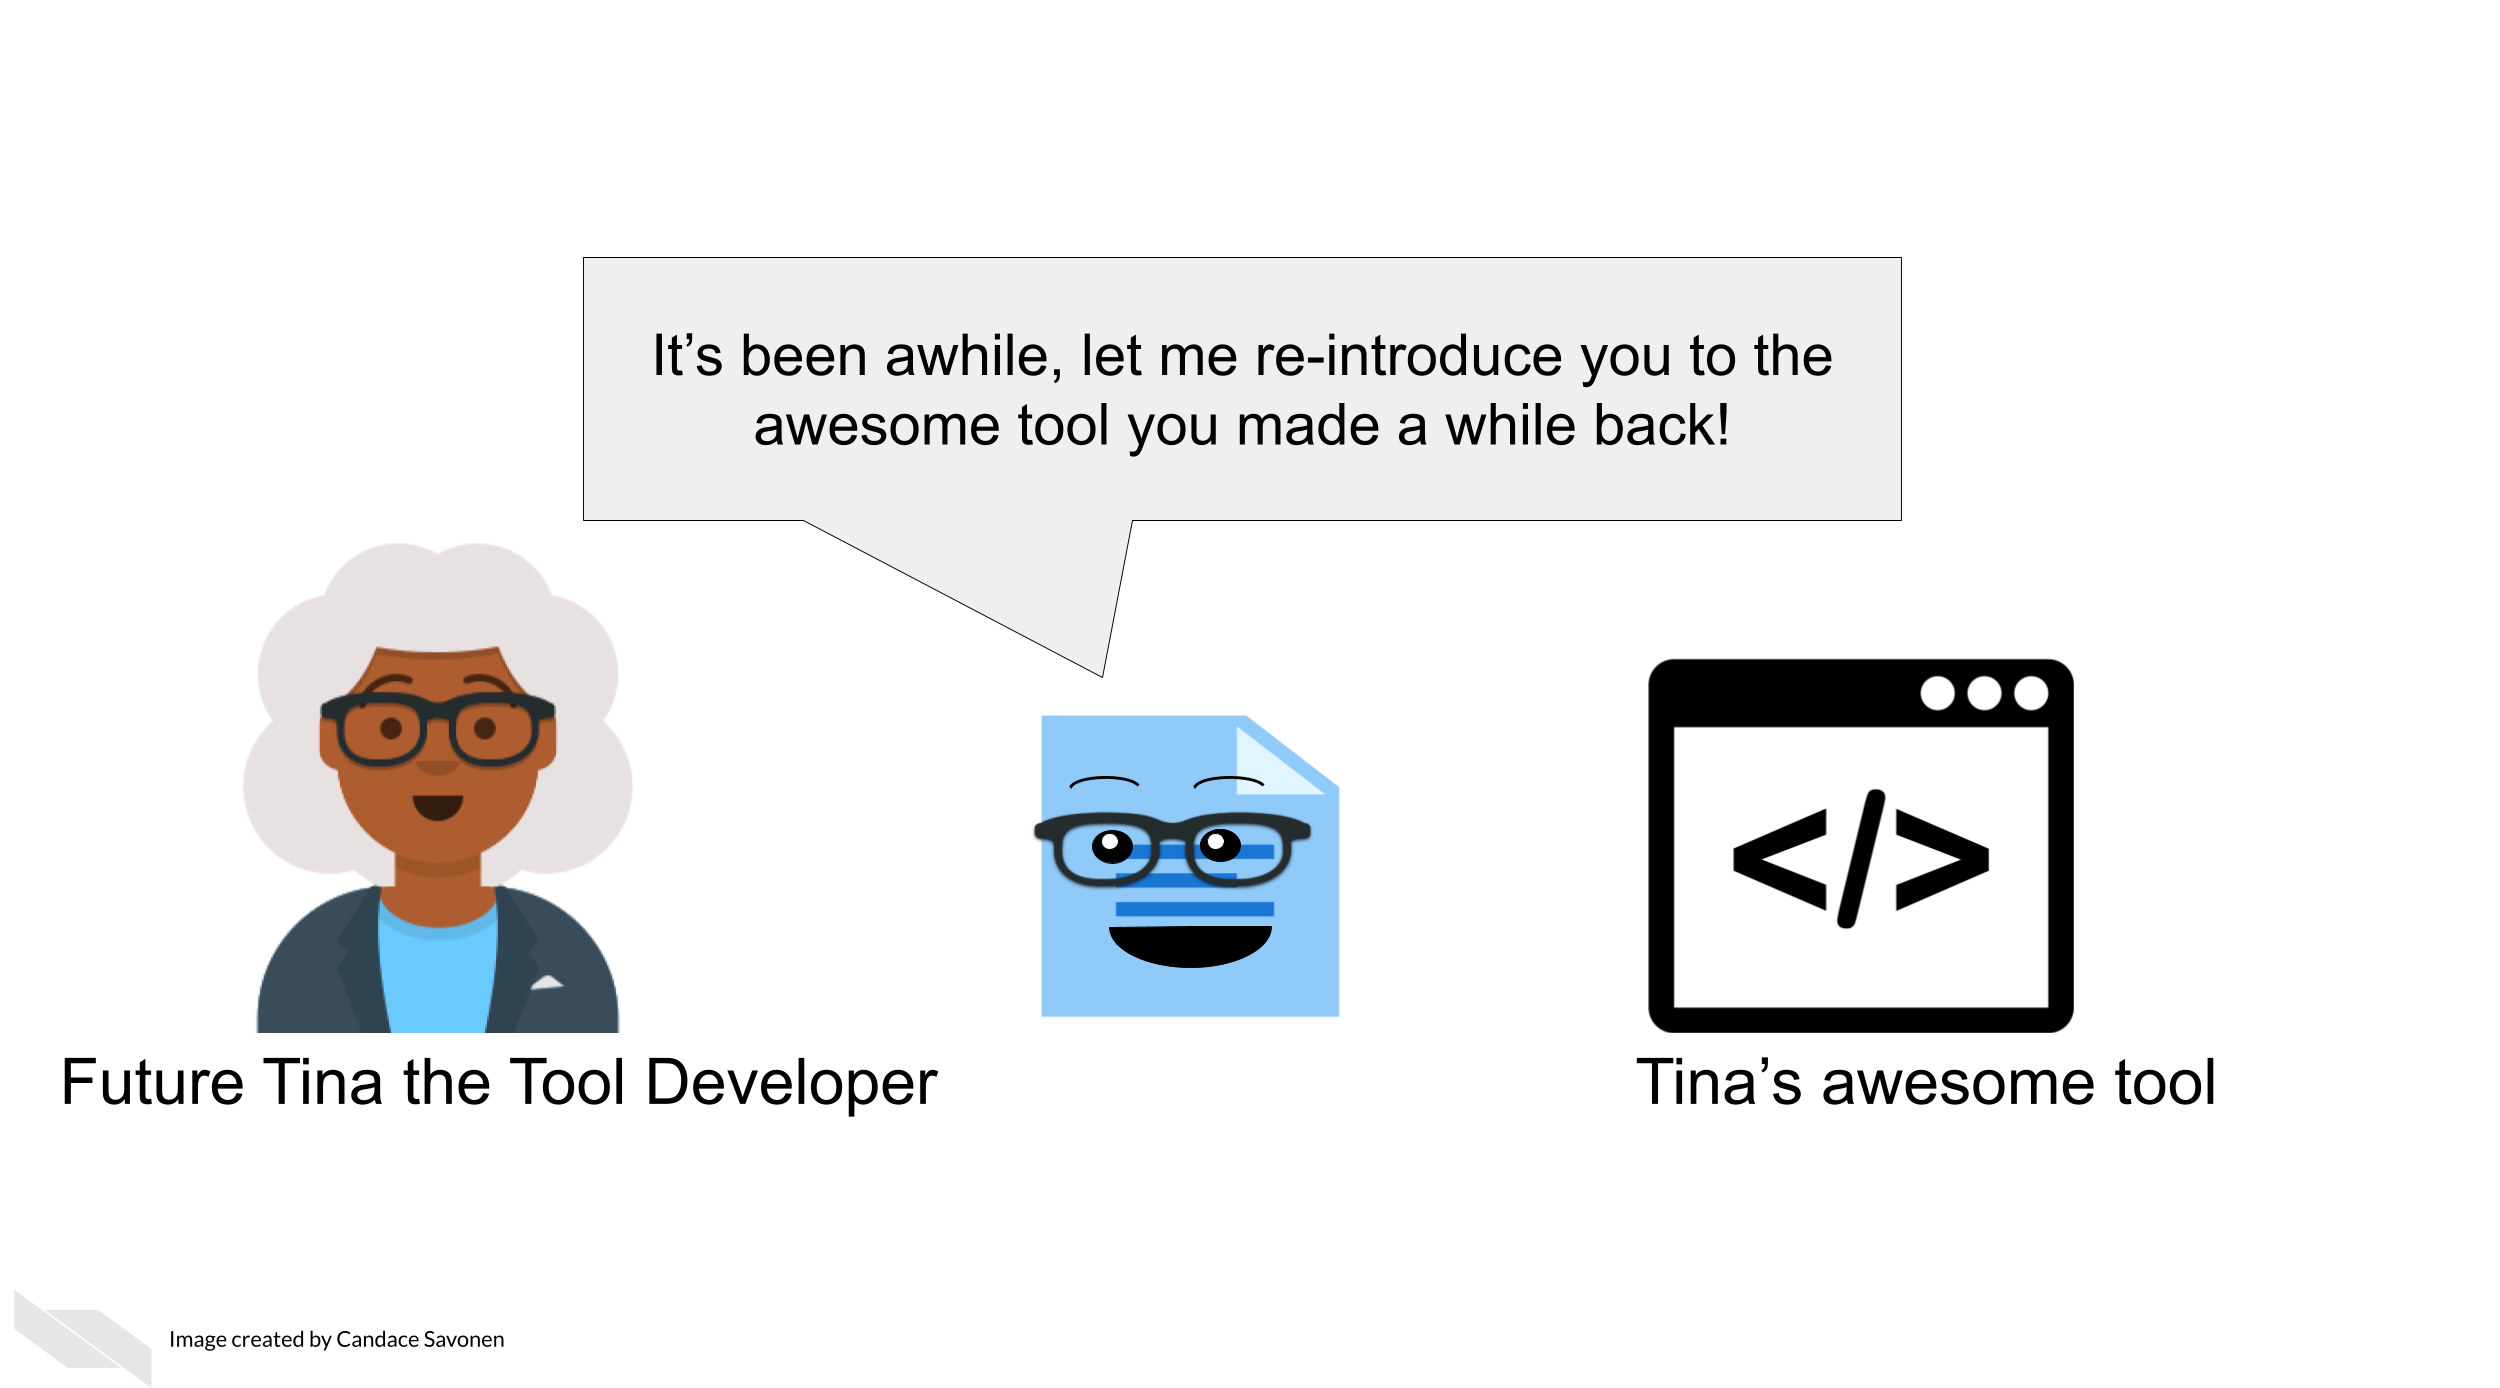 It’s been awhile, let me re-introduce you to the
awesome tool you made a while back!
</>
Future Tina the Tool Developer
Tina’s awesome tool
Image created by Candace Savonen